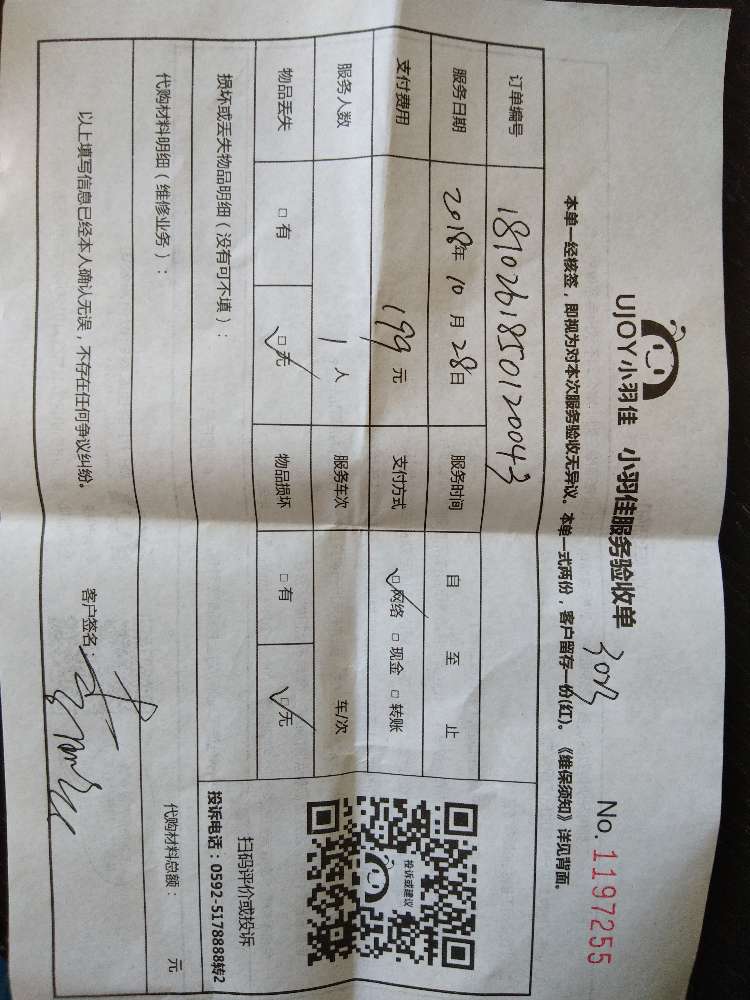 UJOY小羽佳 小羽佳服务验收单 No.1197255
本单一经核签，即视为对本次服务验收无异议。本单一式两份，客户留存一份(红)。《维保须知》详见背面。
订单编号 1810261850120043
服务日期 2018年 10 月 28日 服务时间 自 至 止
支付费用 199 元 支付方式 □网络 □现金 □转账
服务人数 1 人 服务车次 车/次
物品丢失 □有 □无 物品损坏 □有 □无
损坏或丢失物品明细（没有可不填）：
投诉或建议
扫码评价或投诉
投诉电话：0592-5178888转2
代购材料明细（维修业务）： 代购材料总额： 元
以上填写信息已经本人确认无误，不存在任何争议纠纷。 客户签名：